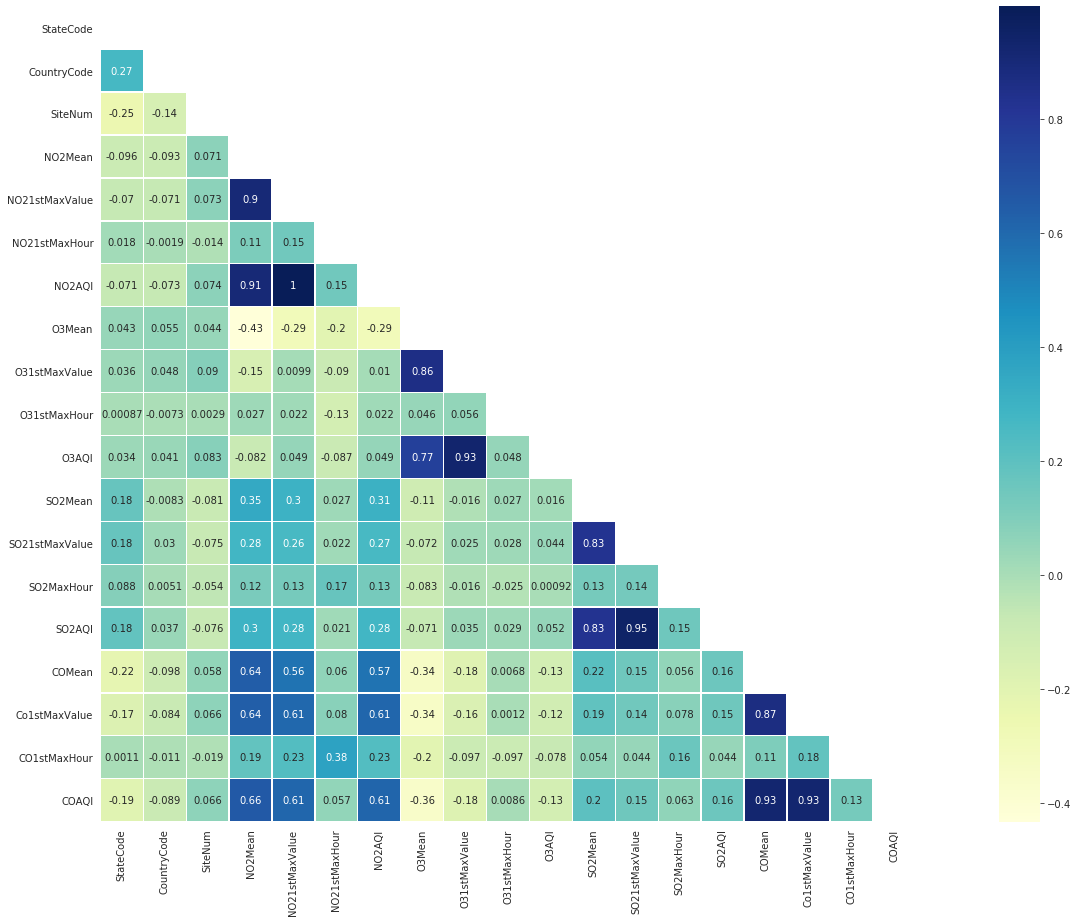 StateCode
CountryCode 0.27
SiteNum -0.25 -0.14
NO2Mean -0.096 -0.093 0.071
NO21stMaxValue -0.07 -0.071 0.073 0.9
NO21stMaxHour 0.018 -0.0019 -0.014 0.11 0.15
NO2AQI -0.071 -0.073 0.074 0.91 1 0.15
O3Mean 0.043 0.055 0.044 -0.43 -0.29 -0.2 -0.29
O31stMaxValue 0.036 0.048 0.09 -0.15 0.0099 -0.09 0.01 0.86
O31stMaxHour 0.00087 -0.0073 0.0029 0.027 0.022 -0.13 0.022 0.046 0.056
O3AQI 0.034 0.041 0.083 -0.082 0.049 -0.087 0.049 0.77 0.93 0.048
SO2Mean 0.18 -0.0083 -0.081 0.35 0.3 0.027 0.31 -0.11 -0.016 0.027 0.016
SO21stMaxValue 0.18 0.03 -0.075 0.28 0.26 0.022 0.27 -0.072 0.025 0.028 0.044 0.83
SO2MaxHour 0.088 0.0051 -0.054 0.12 0.13 0.17 0.13 -0.083 -0.016 -0.025 0.00092 0.13 0.14
SO2AQI 0.18 0.037 -0.076 0.3 0.28 0.021 0.28 -0.071 0.035 0.029 0.052 0.83 0.95 0.15
COMean -0.22 -0.098 0.058 0.64 0.56 0.06 0.57 -0.34 -0.18 0.0068 -0.13 0.22 0.15 0.056 0.16
Co1stMaxValue -0.17 -0.084 0.066 0.64 0.61 0.08 0.61 -0.34 -0.16 0.0012 -0.12 0.19 0.14 0.078 0.15 0.87
CO1stMaxHour 0.0011 -0.011 -0.019 0.19 0.23 0.38 0.23 -0.2 -0.097 -0.097 -0.078 0.054 0.044 0.16 0.044 0.11 0.18
COAQI -0.19 -0.089 0.066 0.66 0.61 0.057 0.61 -0.36 -0.18 0.0086 -0.13 0.2 0.15 0.063 0.16 0.93 0.93 0.13
StateCode
CountryCode
SiteNum
NO2Mean
NO21stMaxValue
NO21stMaxHour
NO2AQI
O3Mean
O31stMaxValue
O31stMaxHour
O3AQI
SO2Mean
SO21stMaxValue
SO2MaxHour
SO2AQI
COMean
Co1stMaxValue
CO1stMaxHour
COAQI
0.8
0.6
0.4
0.2
0.0
−0.2
−0.4